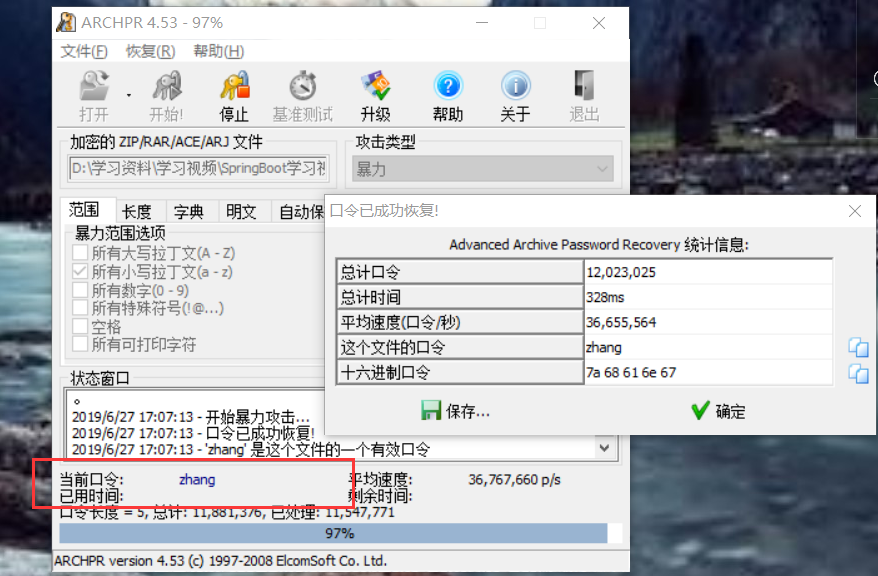 ARCHPR 4.53 - 97%
文件(F) 恢复(R) 帮助(H)
打开 开始! 停止 基准测试 升级 帮助 关于 退出
加密的 ZIP/RAR/ACE/ARJ 文件
攻击类型
D:\学习资料\学习视频\SpringBoot学习视
暴力
范围 长度 字典 明文 自动保
暴力范围选项
所有大写拉丁文(A - Z)
所有小写拉丁文(a - z)
所有数字(0 - 9)
所有特殊符号(!@...)
空格
所有可打印字符
口令已成功恢复!
Advanced Archive Password Recovery 统计信息:
总计口令 12,023,025
总计时间 328ms
平均速度(口令/秒) 36,655,564
这个文件的口令 zhang
十六进制口令 7a 68 61 6e 67
保存... 确定
状态窗口
。
2019/6/27 17:07:13 - 开始暴力攻击...
2019/6/27 17:07:13 - 口令已成功恢复!
2019/6/27 17:07:13 - 'zhang' 是这个文件的一个有效口令
当前口令: zhang 平均速度: 36,767,660 p/s
已用时间: 剩余时间:
口令长度 = 5, 总计: 11,881,376, 已处理: 11,547,771
97%
ARCHPR version 4.53 (c) 1997-2008 ElcomSoft Co. Ltd.